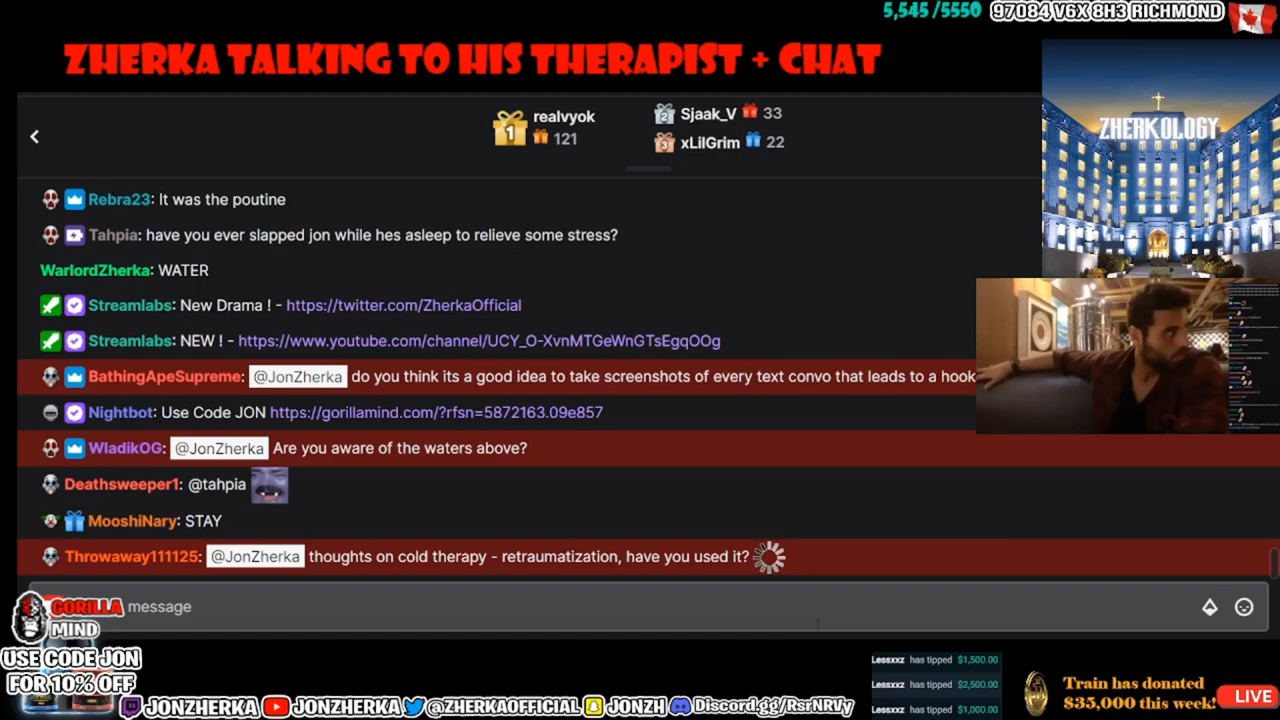 5,545 /5550
97084 V6X 8H3 RICHMOND
ZHERKA TALKING TO HIS THERAPIST + CHAT
1 realvyok
121
2 Sjaak_V 33
3 xLilGrim 22
ZHERKOLOGY
Rebra23: It was the poutine
Tahpia: have you ever slapped jon while hes asleep to relieve some stress?
WarlordZherka: WATER
Streamlabs: New Drama ! - https://twitter.com/ZherkaOfficial
Streamlabs: NEW ! - https://www.youtube.com/channel/UCY_O-XvnMTGeWnGTsEgqOOg
BathingApeSupreme: @JonZherka do you think its a good idea to take screenshots of every text convo that leads to a hook
Nightbot: Use Code JON https://gorillamind.com/?rfsn=5872163.09e857
WladikOG: @JonZherka Are you aware of the waters above?
Deathsweeper1: @tahpia
MooshiNary: STAY
Throwaway111125: @JonZherka thoughts on cold therapy - retraumatization, have you used it?
message
GORILLA
MIND
USE CODE JON
FOR 10% OFF
Lessxxz has tipped $1,500.00
Lessxxz has tipped $2,500.00
Lessxxz has tipped $1,000.00
Train has donated
$35,000 this week!
LIVE
JONZHERKA JONZHERKA @ZHERKAOFFICIAL JONZH Discord.gg/RsrNRVy